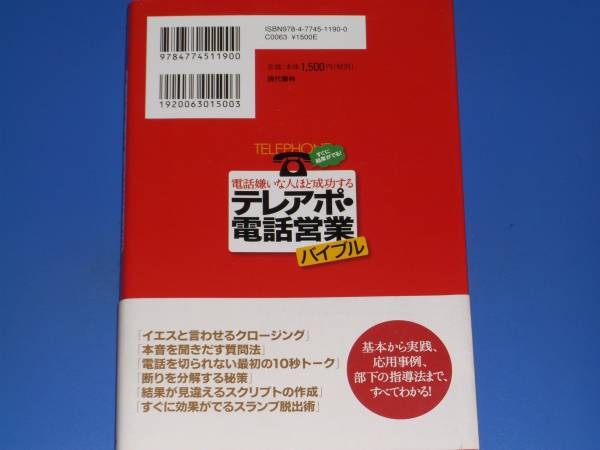 ISBN978-4-7745-1190-0
C0063 ¥1500E
9784774511900
定価:本体1,500円(税別)
現代書林
1920063015003
TELEPHONE
すぐに
結果がでる!
電話嫌いな人ほど成功する
テレアポ・
電話営業
バイブル
「イエスと言わせるクロージング」
「本音を聞きだす質問法」
「電話を切られない最初の10秒トーク」
「断りを分解する秘策」
「結果が見違えるスクリプトの作成」
「すぐに効果がでるスランプ脱出術」
基本から実践、
応用事例、
部下の指導法まで、
すべてわかる!